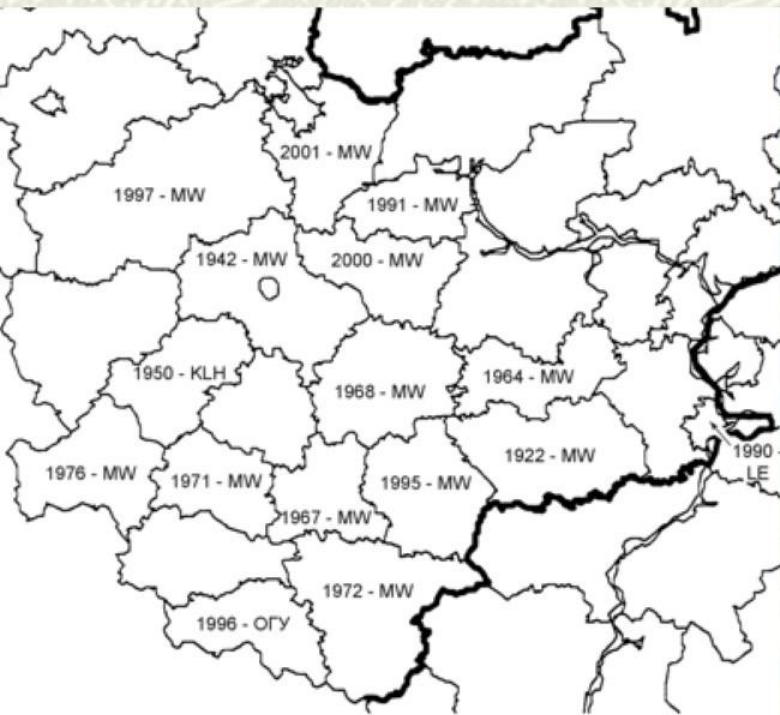 2001 - MW
1997 - MW
1991 - MW
1942 - MW
2000 - MW
1950 - KLH
1968 - MW
1964 - MW
1922 - MW
1990 -
LE
1976 - MW
1971 - MW
1995 - MW
1967 - MW
1972 - MW
1996 - ОГУ